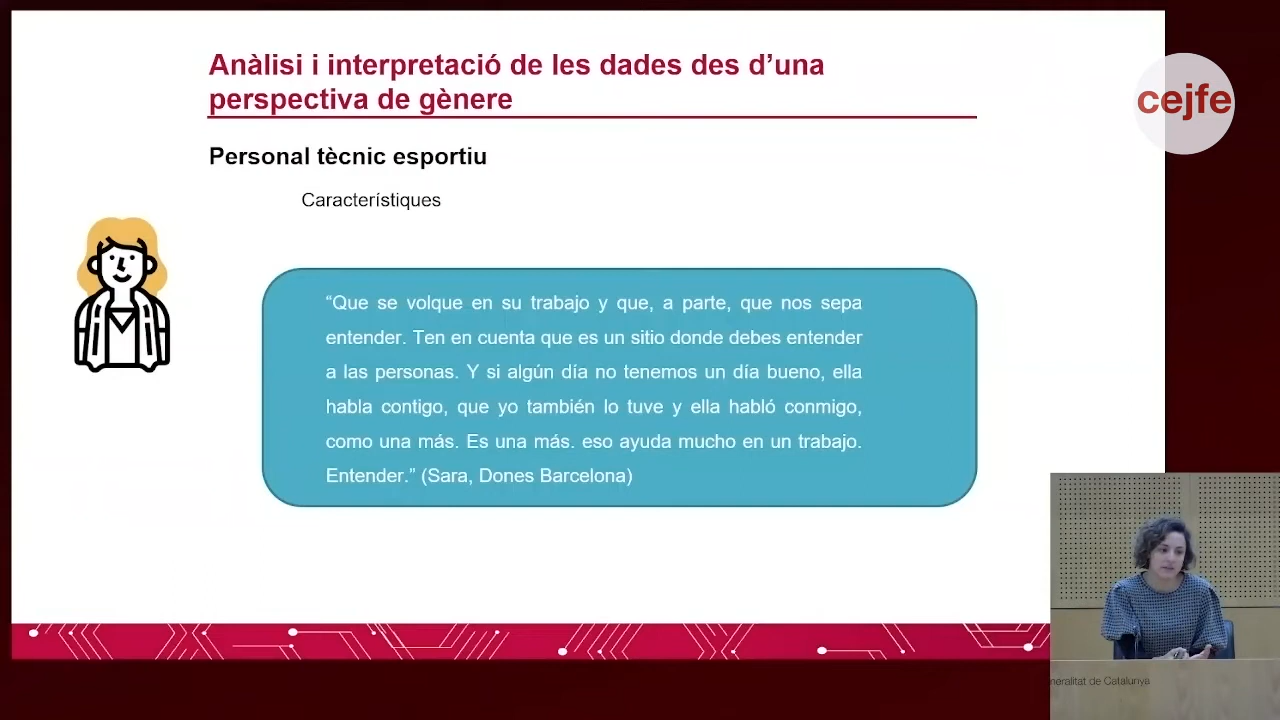 Anàlisi i interpretació de les dades des d’una
perspectiva de gènere
cejfe
Personal tècnic esportiu
Característiques
“Que se volque en su trabajo y que, a parte, que nos sepa
entender. Ten en cuenta que es un sitio donde debes entender
a las personas. Y si algún día no tenemos un día bueno, ella
habla contigo, que yo también lo tuve y ella habló conmigo,
como una más. Es una más. eso ayuda mucho en un trabajo.
Entender.” (Sara, Dones Barcelona)
neralitat de Catalunya